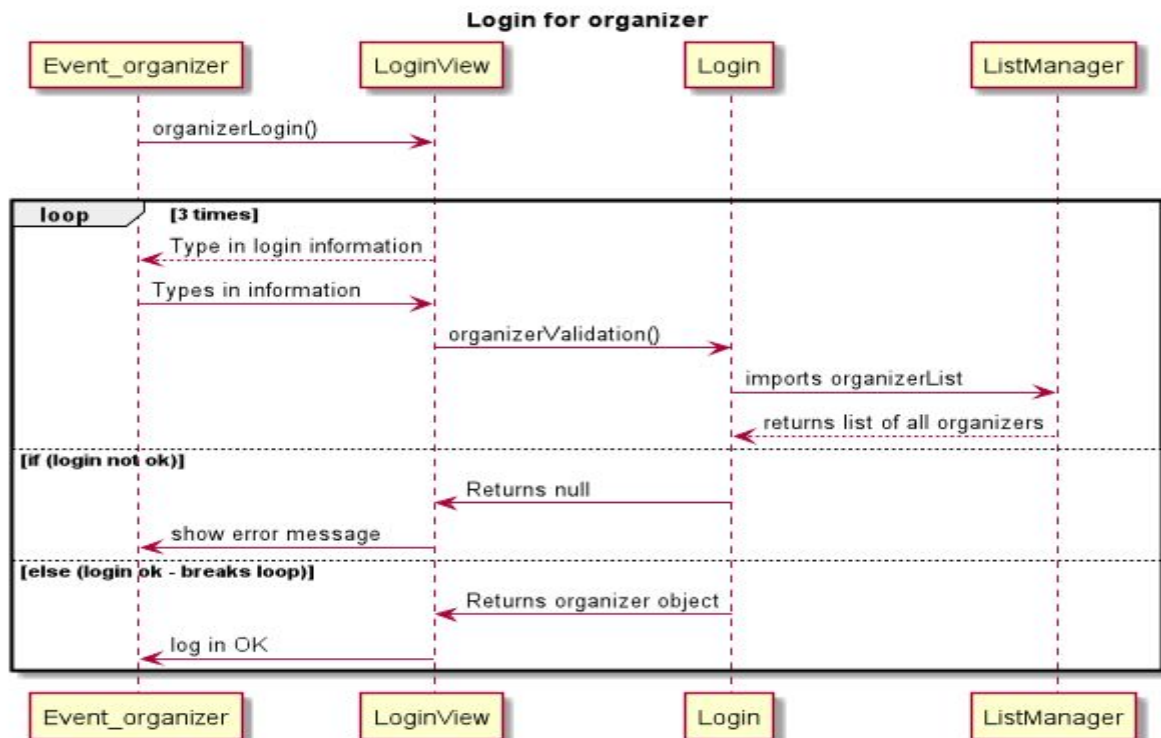 Login for organizer
Event_organizer LoginView Login ListManager
organizerLogin()
loop [3 times]
Type in login information
Types in information
organizerValidation()
imports organizerList
returns list of all organizers
[if (login not ok)]
Returns null
show error message
[else (login ok - breaks loop)]
Returns organizer object
log in OK
Event_organizer LoginView Login ListManager